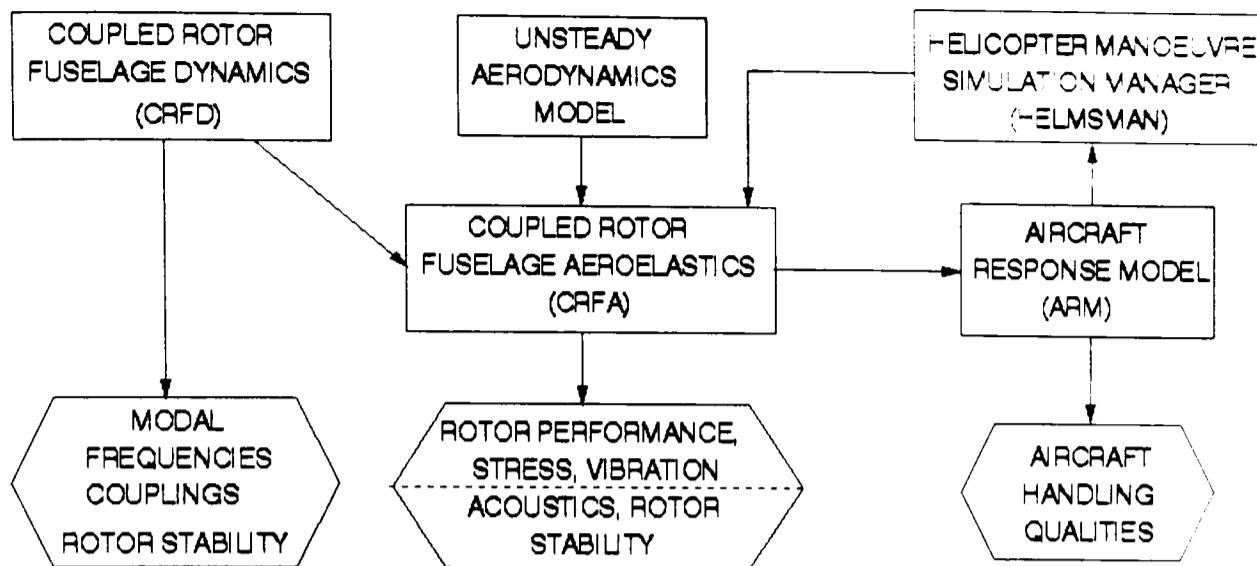 COUPLED ROTOR
FUSELAGE DYNAMICS
(CRFD)
UNSTEADY
AERODYNAMICS
MODEL
HELICOPTER MANOEUVRE
SIMULATION MANAGER
(HELMSMAN)
COUPLED ROTOR
FUSELAGE AEROELASTICS
(CRFA)
AIRCRAFT
RESPONSE MODEL
(ARM)
MODAL
FREQUENCIES
COUPLINGS
ROTOR STABILITY
ROTOR PERFORMANCE,
STRESS, VIBRATION
ACOUSTICS, ROTOR
STABILITY
AIRCRAFT
HANDLING
QUALITIES